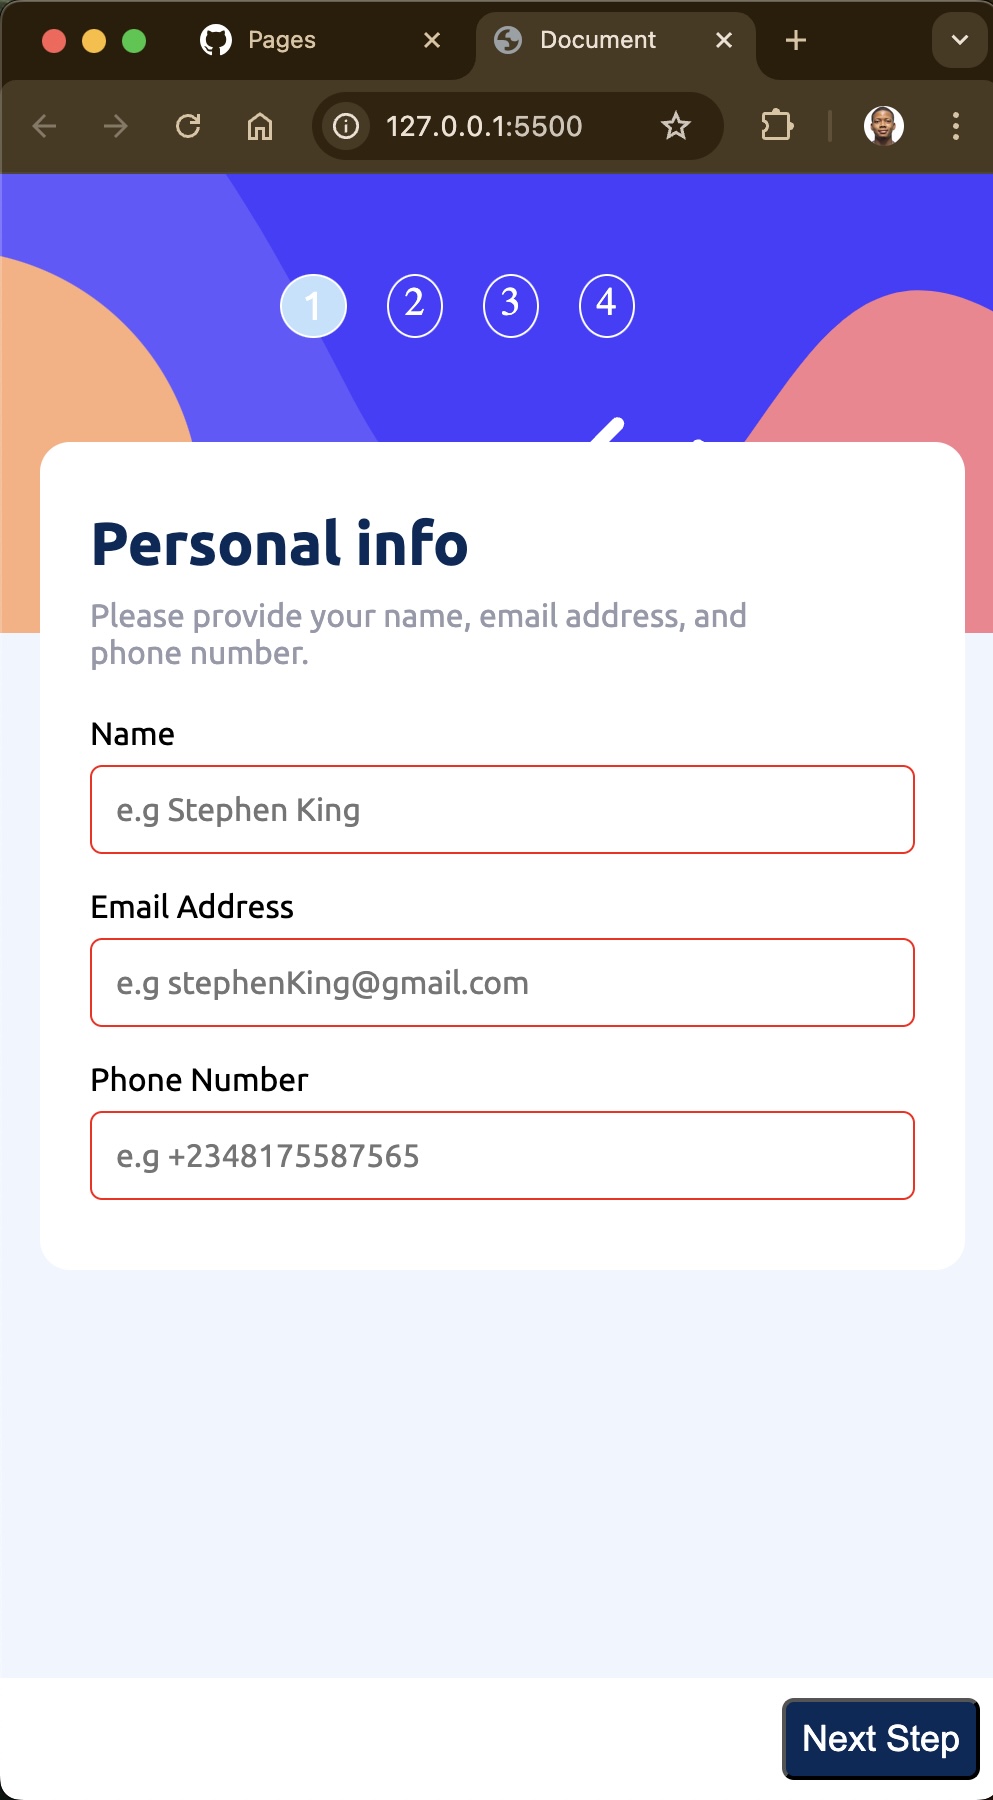 Pages
Document
127.0.0.1:5500
1 2 3 4
Personal info
Please provide your name, email address, and
phone number.
Name
e.g Stephen King
Email Address
e.g stephenKing@gmail.com
Phone Number
e.g +2348175587565
Next Step